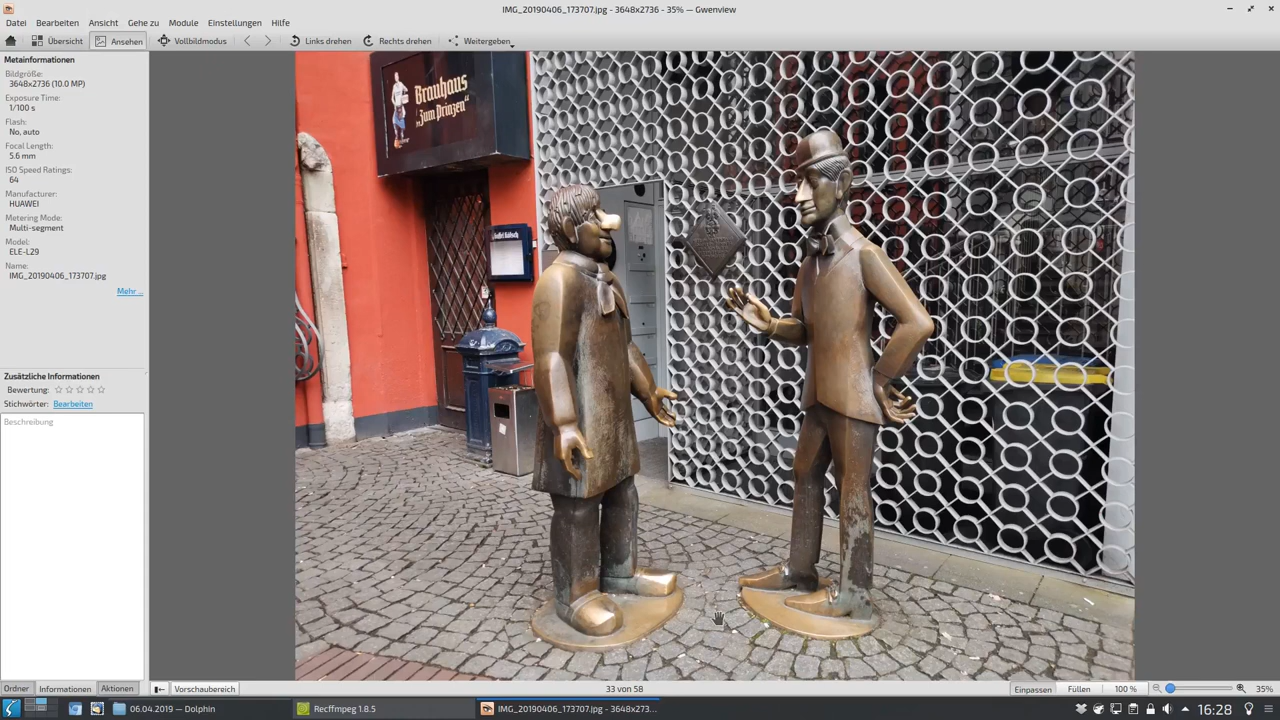 IMG_20190406_173707.jpg - 3648x2736 - 35% — Gwenview
Datei Bearbeiten Ansicht Gehe zu Module Einstellungen Hilfe
Übersicht Ansehen Vollbildmodus Links drehen Rechts drehen Weitergeben
Metainformationen
Bildgröße:
3648x2736 (10.0 MP)
Exposure Time:
1/100 s
Flash:
No, auto
Focal Length:
5.6 mm
ISO Speed Ratings:
64
Manufacturer:
HUAWEI
Metering Mode:
Multi-segment
Model:
ELE-L29
Name:
IMG_20190406_173707.jpg
Mehr ...
Brauhaus
„Zum Prinzen"
Zusätzliche Informationen
Bewertung:
Stichwörter: Bearbeiten
Beschreibung
Ordner Informationen Aktionen Vorschaubereich 33 von 58 Einpassen Füllen 100 % 35%
06.04.2019 — Dolphin Recffmpeg 1.8.5 IMG_20190406_173707.jpg - 3648x273... 16:28